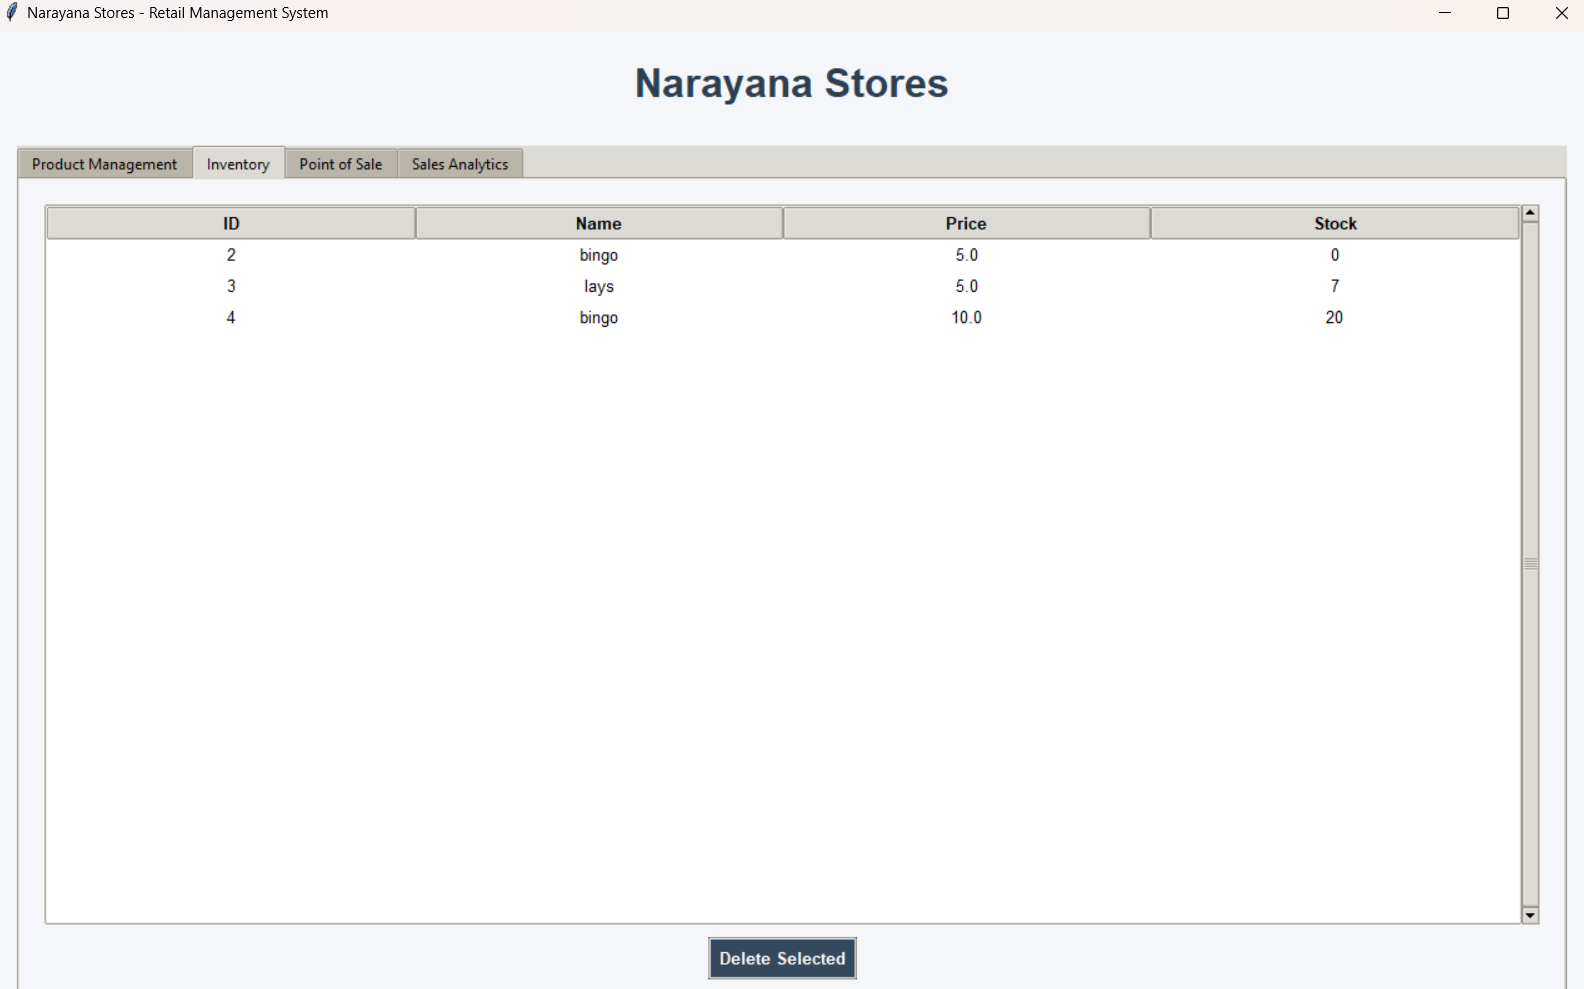 Narayana Stores - Retail Management System
Narayana Stores
Product Management Inventory Point of Sale Sales Analytics
ID Name Price Stock
2 bingo 5.0 0
3 lays 5.0 7
4 bingo 10.0 20
Delete Selected